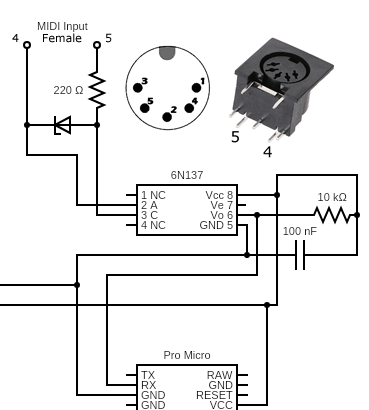 MIDI Input
4 Female 5
220 Ω
3 1
5 4
2
5
4
6N137
1 NC Vcc 8
2 A Ve 7
3 C Vo 6
4 NC GND 5
10 kΩ
100 nF
Pro Micro
TX RAW
RX GND
GND RESET
GND VCC